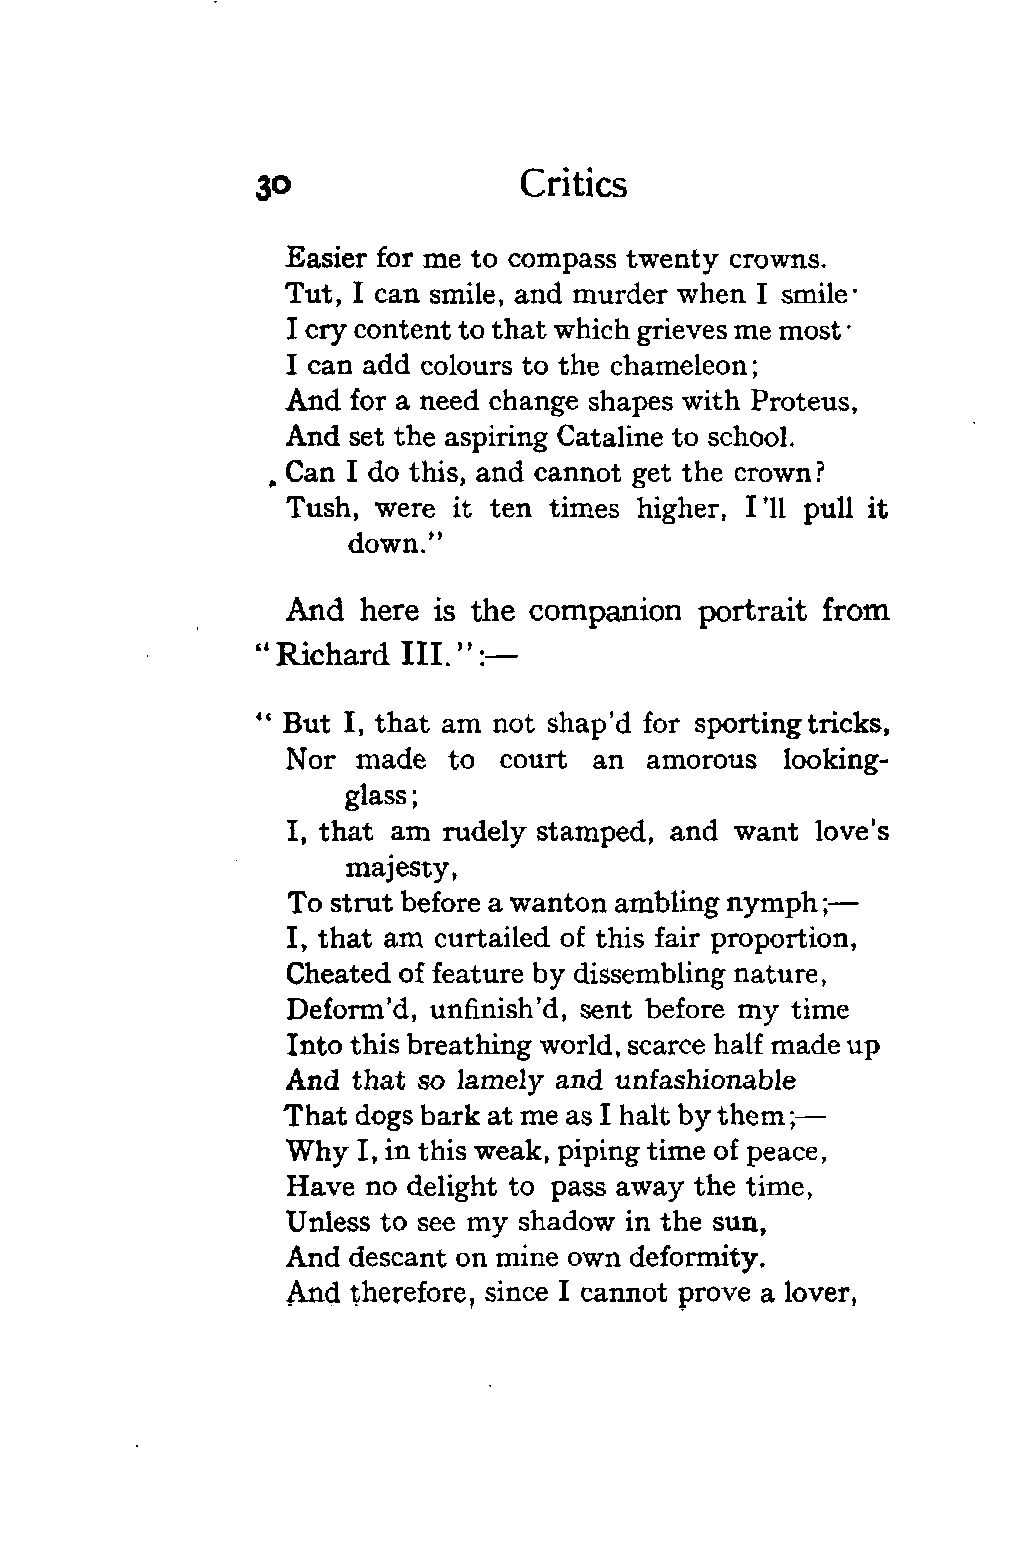 30 Critics
Easier for me to compass twenty crowns.
Tut, I can smile, and murder when I smile·
I cry content to that which grieves me most·
I can add colours to the chameleon;
And for a need change shapes with Proteus,
And set the aspiring Cataline to school.
Can I do this, and cannot get the crown?
Tush, were it ten times higher, I'll pull it
down."
And here is the companion portrait from
"Richard III.":—
"But I, that am not shap'd for sporting tricks,
Nor made to court an amorous looking-
glass;
I, that am rudely stamped, and want love's
majesty,
To strut before a wanton ambling nymph;—
I, that am curtailed of this fair proportion,
Cheated of feature by dissembling nature,
Deform'd, unfinish'd, sent before my time
Into this breathing world, scarce half made up
And that so lamely and unfashionable
That dogs bark at me as I halt by them;—
Why I, in this weak, piping time of peace,
Have no delight to pass away the time,
Unless to see my shadow in the sun,
And descant on mine own deformity.
And therefore, since I cannot prove a lover,